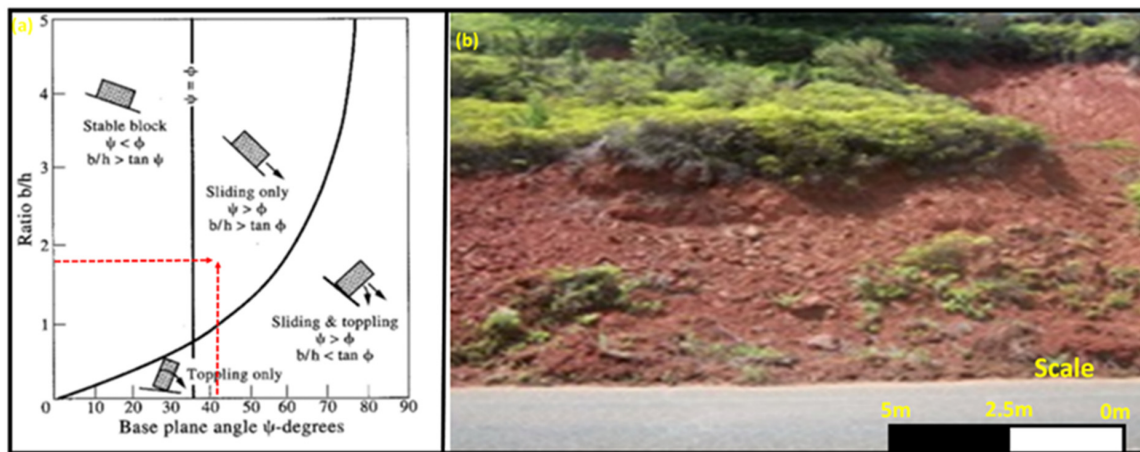 (a)
5
4
3
2
1
0
Ratio b/h
Stable block
ψ < ϕ
b/h > tan ψ
ϕ = ψ
Sliding only
ψ > ϕ
b/h > tan ϕ
Sliding & toppling
ψ > ϕ
b/h < tan ϕ
Toppling only
10 20 30 40 50 60 70 80 90
Base plane angle ψ-degrees
(b)
Scale
5m 2.5m 0m